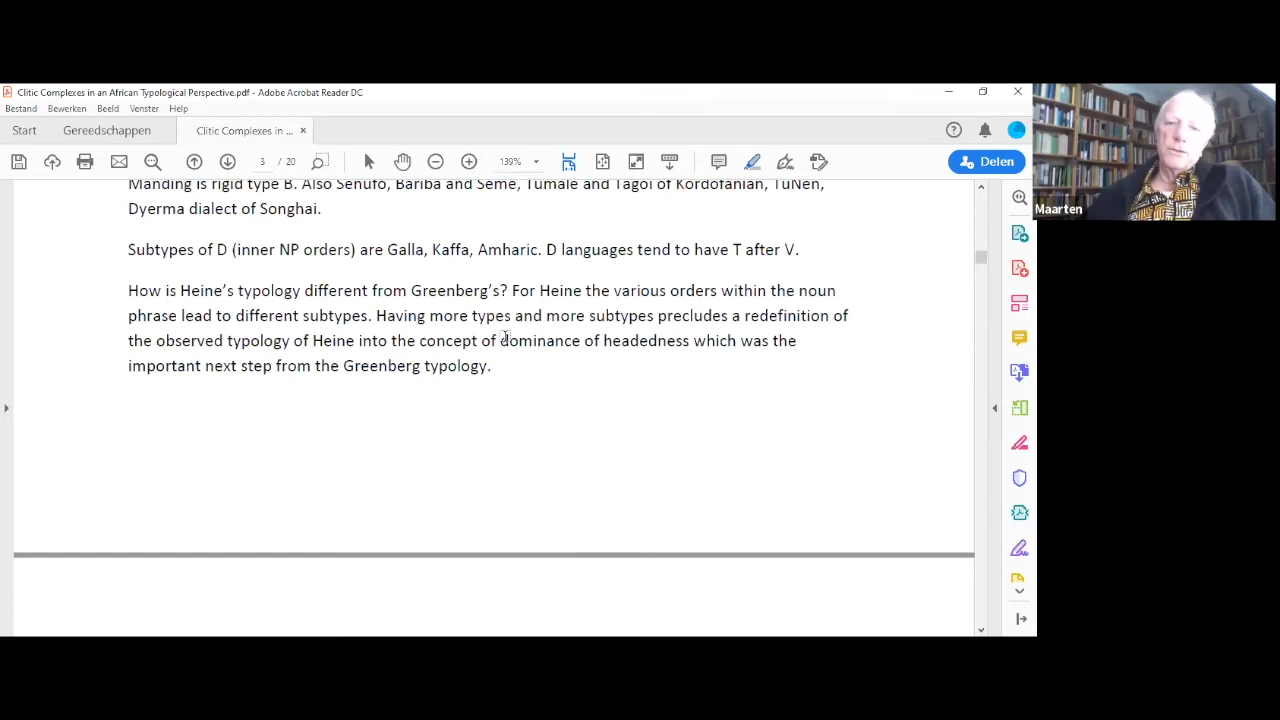 Clitic Complexes in an African Typological Perspective.pdf - Adobe Acrobat Reader DC
Bestand Bewerken Beeld Venster Help
Start Gereedschappen Clitic Complexes in ... ×
3 / 20 139% Delen
Manding is rigid type B. Also Senufo, Bariba and Seme, Tumale and Tagoi of Kordofanian, TuNen,
Dyerma dialect of Songhai.
Subtypes of D (inner NP orders) are Galla, Kaffa, Amharic. D languages tend to have T after V.
How is Heine's typology different from Greenberg's? For Heine the various orders within the noun
phrase lead to different subtypes. Having more types and more subtypes precludes a redefinition of
the observed typology of Heine into the concept of dominance of headedness which was the
important next step from the Greenberg typology.
Maarten